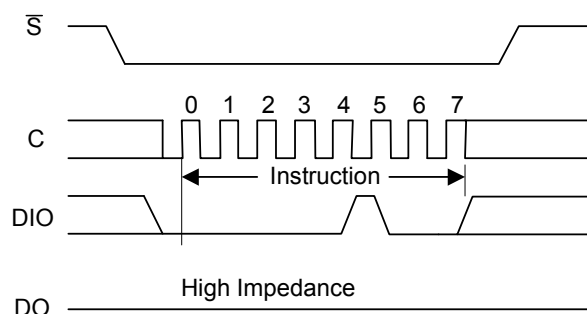 S̅
0 1 2 3 4 5 6 7
C
Instruction
DIO
High Impedance
DO